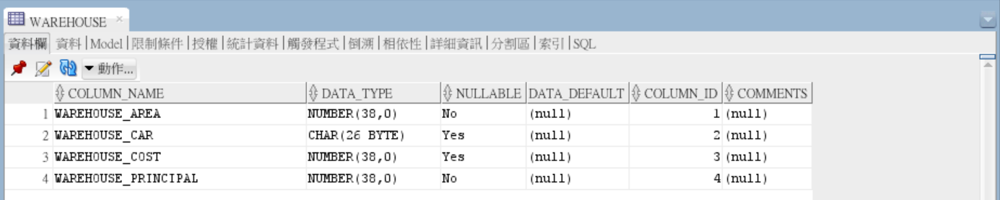 WAREHOUSE ×
資料欄 資料 | Model | 限制條件 | 授權 | 統計資料 | 觸發程式 | 倒溯 | 相依性 | 詳細資訊 | 分割區 | 索引 | SQL
動作...
COLUMN_NAME DATA_TYPE NULLABLE DATA_DEFAULT COLUMN_ID COMMENTS
1 WAREHOUSE_AREA NUMBER(38,0) No (null) 1 (null)
2 WAREHOUSE_CAR CHAR(26 BYTE) Yes (null) 2 (null)
3 WAREHOUSE_COST NUMBER(38,0) Yes (null) 3 (null)
4 WAREHOUSE_PRINCIPAL NUMBER(38,0) No (null) 4 (null)